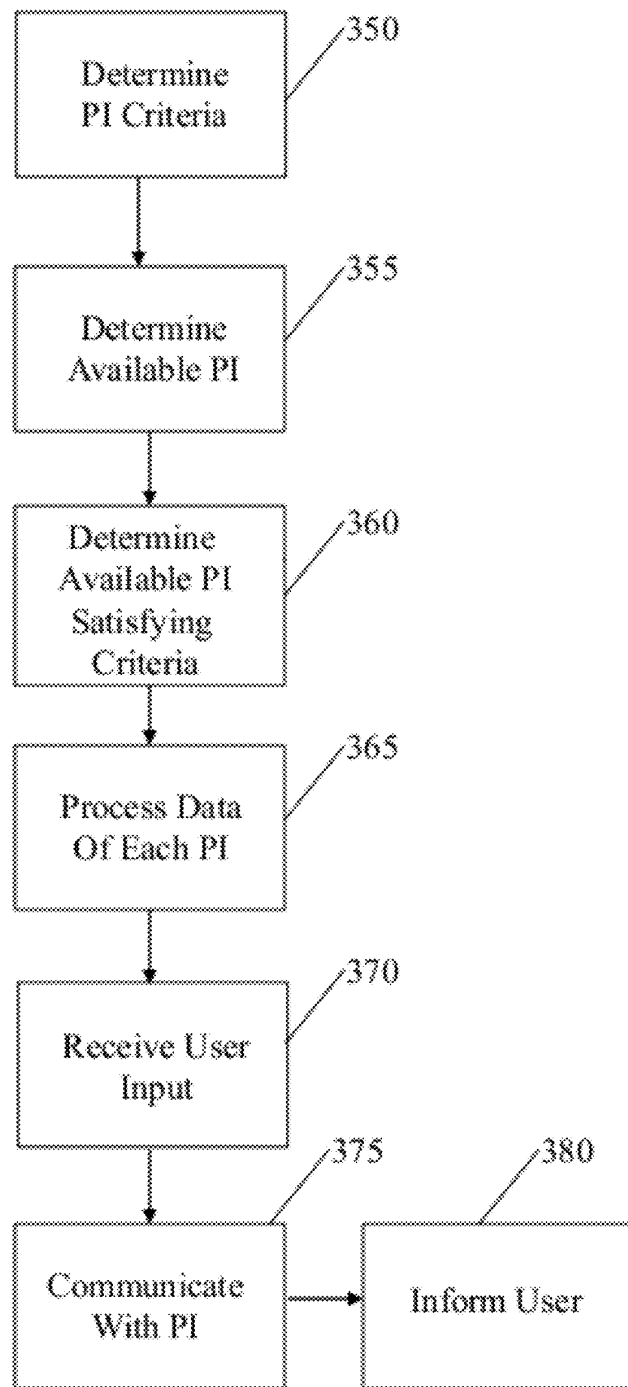 350
Determine
PI Criteria
355
Determine
Available PI
360
Determine
Available PI
Satisfying
Criteria
365
Process Data
Of Each PI
370
Receive User
Input
375
380
Communicate
With PI
Inform User